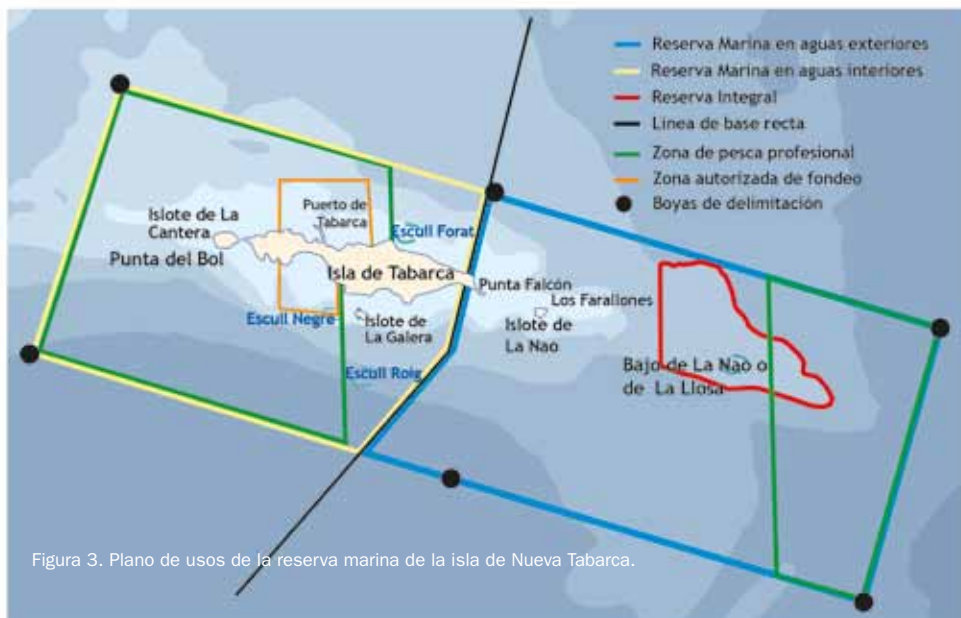 Reserva Marina en aguas exteriores
Reserva Marina en aguas interiores
Reserva Integral
Línea de base recta
Zona de pesca profesional
Zona autorizada de fondeo
Boyas de delimitación
Islote de La
Cantera
Punta del Bol
Puerto de
Tabarca
Escull Forat
Isla de Tabarca
Punta Falcón
Los Farallones
Escull Negre
Islote de
La Galera
Islote de
La Nao
Escull Roig
Bajo de La Nao o
de La Llosa
Figura 3. Plano de usos de la reserva marina de la isla de Nueva Tabarca.